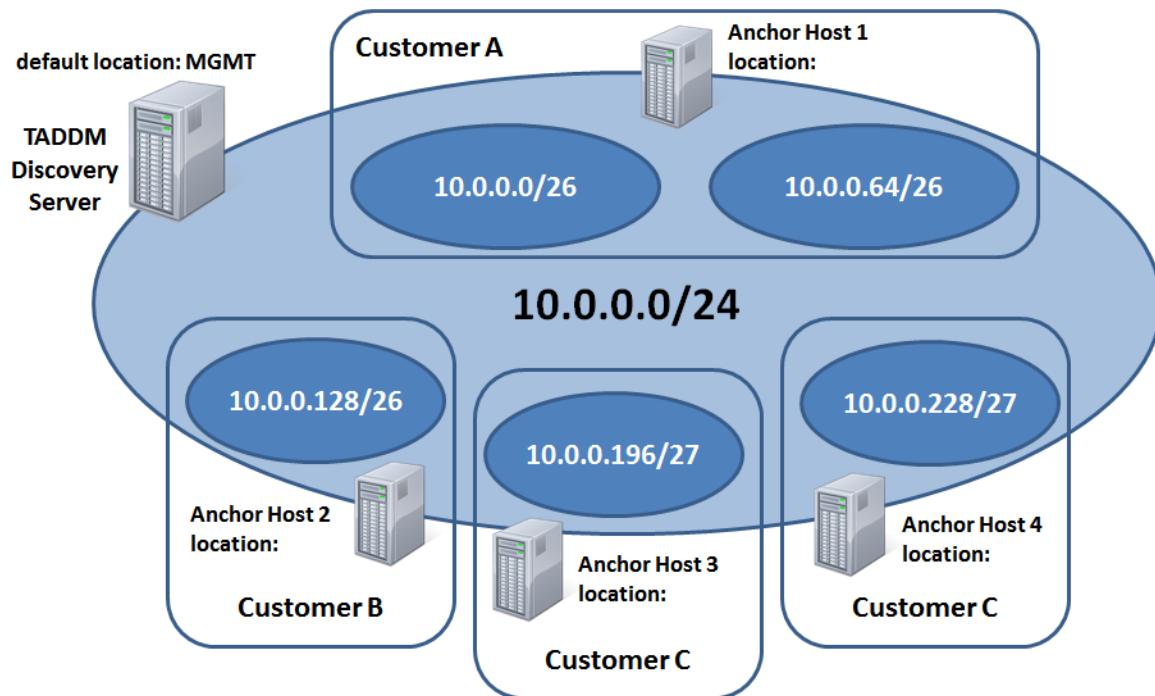 Customer A
Anchor Host 1
location:
default location: MGMT
TADDM
Discovery
Server
10.0.0.0/26
10.0.0.64/26
10.0.0.0/24
10.0.0.128/26
10.0.0.196/27
10.0.0.228/27
Anchor Host 2
location:
Customer B
Anchor Host 3
location:
Customer C
Anchor Host 4
location:
Customer C